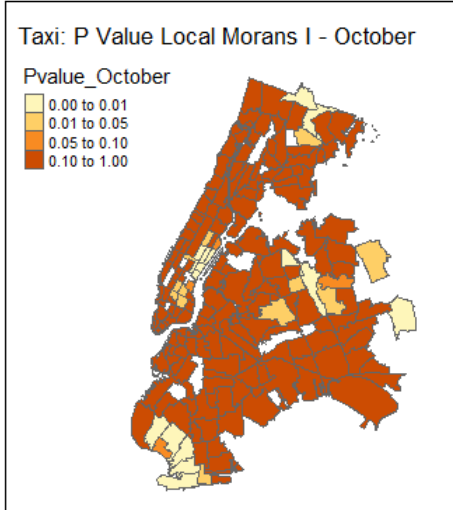 Taxi: P Value Local Morans I - October
Pvalue_October
0.00 to 0.01
0.01 to 0.05
0.05 to 0.10
0.10 to 1.00